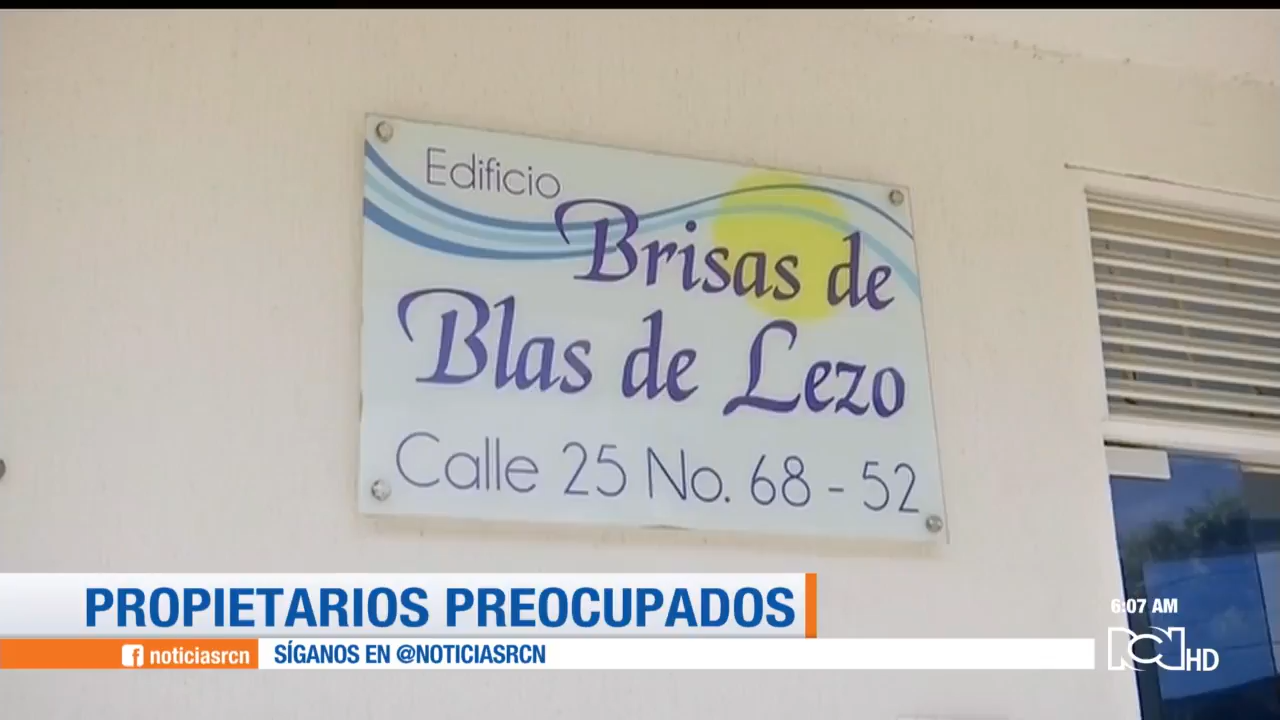 Edificio
Brisas de
Blas de Lezo
Calle 25 No. 68 - 52
PROPIETARIOS PREOCUPADOS
noticiasrcn SÍGANOS EN @NOTICIASRCN
6:07 AM
RCN HD